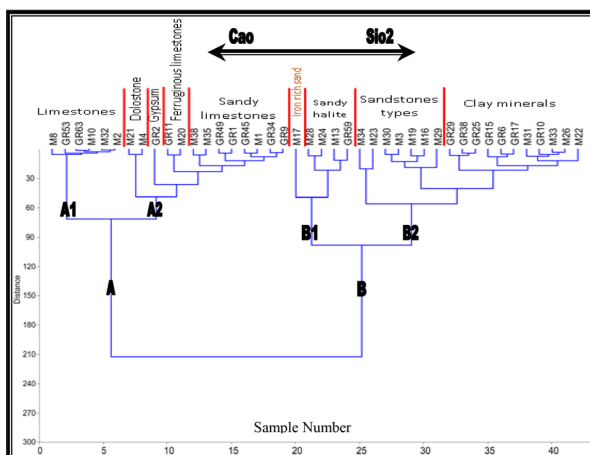 Cao Sio2
Limestones
Dolostone
Gypsum
Ferruginous limestones
Sandy limestones
Iron rich sand
Sandy halite
Sandstones types
Clay minerals
M8 GR53 GR63 M10 M32 M2 M21 M4 GR2 GR11 M20 M38 M35 GR49 GR1 GR45 M1 GR34 GR9 M17 M28 M24 M13 GR59 M34 M23 M30 M3 M19 M16 M29 GR29 GR38 GR25 GR15 GR6 GR17 M31 GR10 M33 M26 M22
30
60
90
120
150
180
210
240
270
300
Distance
A1 A2 B1 B2
A B
Sample Number
0 5 10 15 20 25 30 35 40